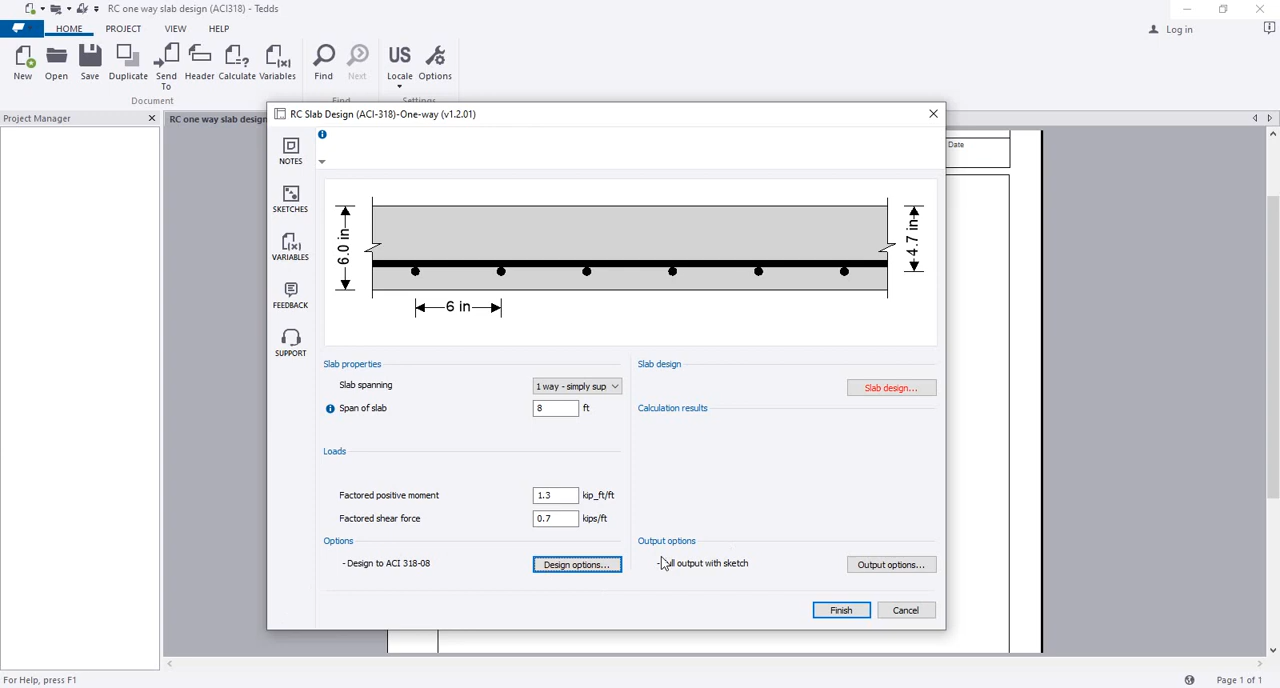 RC one way slab design (ACI318) - Tedds
HOME PROJECT VIEW HELP
Log in
New Open Save Duplicate Send To Header Calculate Variables Find Next US Locale Options
Document Find Settings
Project Manager
RC one way slab design
Date
RC Slab Design (ACI-318)-One-way (v1.2.01)
NOTES
SKETCHES
VARIABLES
FEEDBACK
SUPPORT
6.0 in
4.7 in
6 in
Slab properties
Slab spanning 1 way - simply sup
Span of slab 8 ft
Loads
Factored positive moment 1.3 kip_ft/ft
Factored shear force 0.7 kips/ft
Options
- Design to ACI 318-08 Design options...
Slab design
Slab design...
Calculation results
Output options
ull output with sketch Output options...
Finish Cancel
For Help, press F1
Page 1 of 1